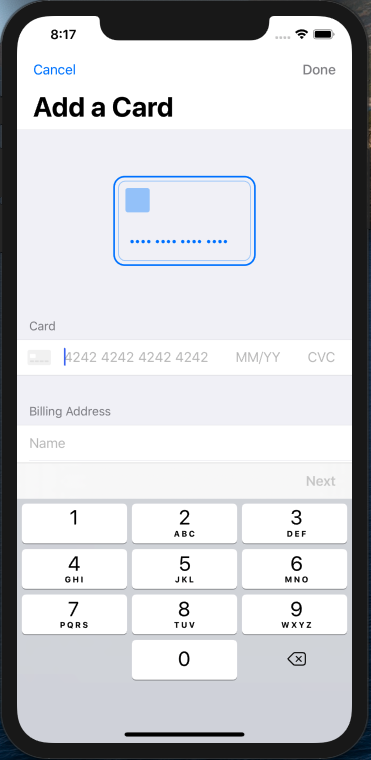 8:17
Cancel Done
Add a Card
Card
4242 4242 4242 4242 MM/YY CVC
Billing Address
Name
Next
1 2 3
ABC DEF
4 5 6
GHI JKL MNO
7 8 9
PQRS TUV WXYZ
0